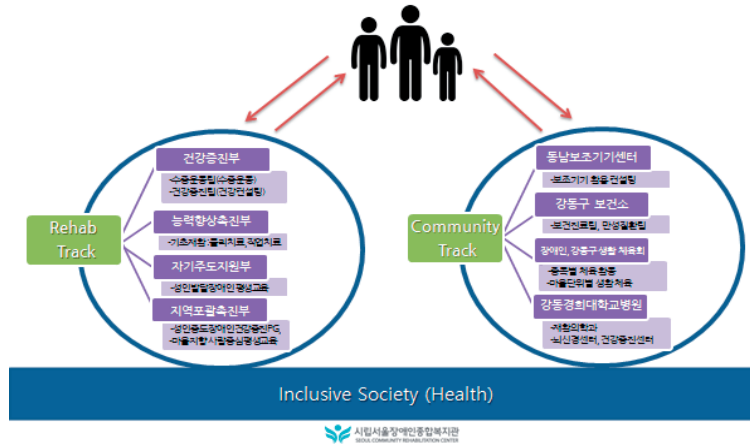 Rehab
Track
건강증진부
-수중운동팀(수중운동)
-건강증진팀(건강컨설팅)
능력향상촉진부
-기초재활:물리치료,작업치료
자기주도지원부
-성인발달장애인 평생교육
지역포괄촉진부
-성인중도장애인건강증진PG,
-마을지향 사람중심평생교육
Community
Track
동남보조기기센터
-보조기기 활용 컨설팅
강동구 보건소
-보건진료팀, 만성질환팀
장애인, 강동구 생활 체육회
-종목별 체육 활동
-마을단위별 생활 체육
강동경희대학교병원
-재활의학과
-뇌신경센터, 건강증진센터
Inclusive Society (Health)
시립서울장애인종합복지관
SEOUL COMMUNITY REHABILITATION CENTER